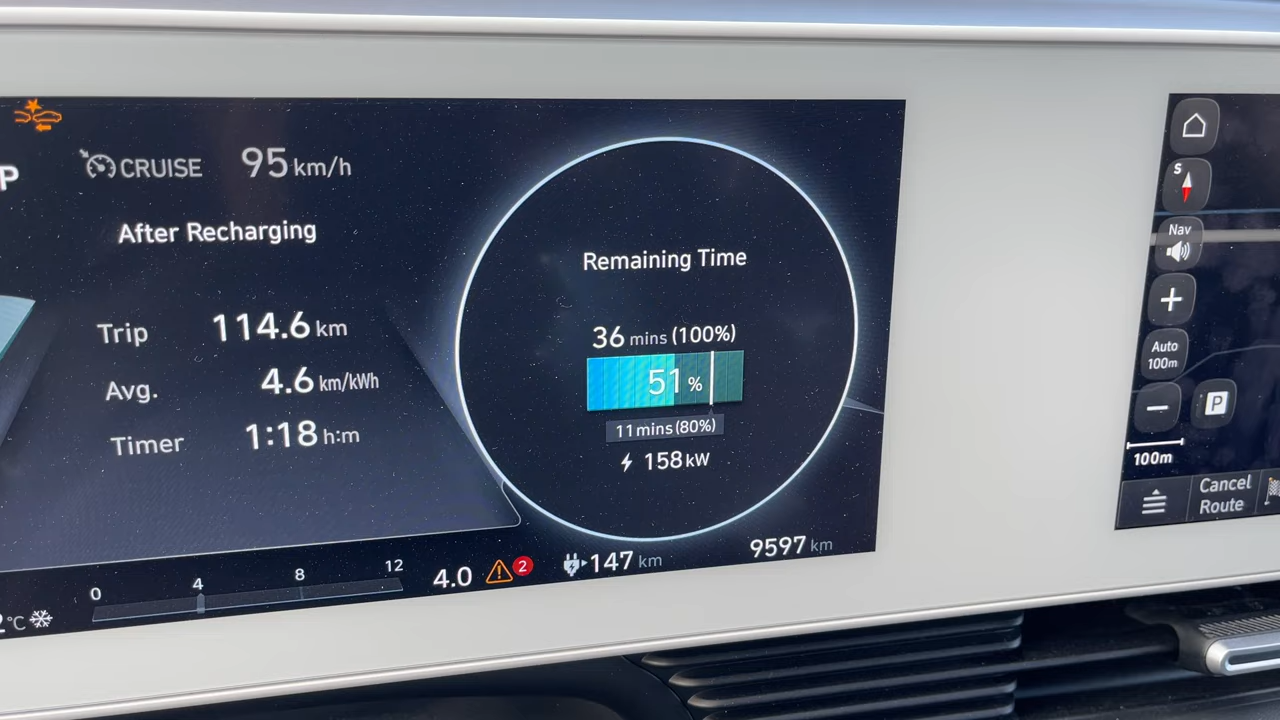 P
CRUISE 95 km/h
After Recharging
Trip 114.6 km
Avg. 4.6 km/kWh
Timer 1:18 h:m
0 4 8 12
4.0
2
°C
Remaining Time
36 mins (100%)
51 %
11 mins (80%)
158 kW
147 km
9597 km
S
Nav
+
Auto
100m
−
P
100m
Cancel
Route